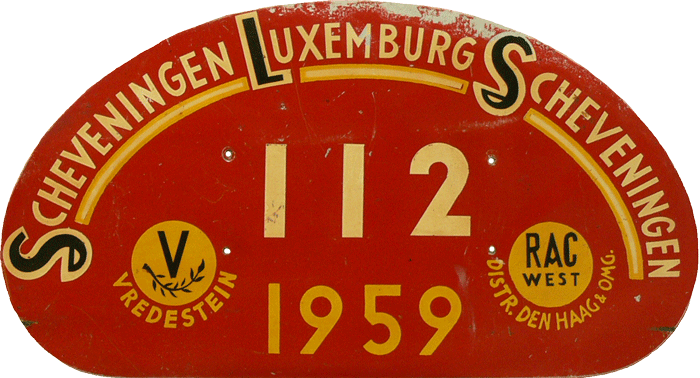 SCHEVENINGEN LUXEMBURG SCHEVENINGEN
112
V
VREDESTEIN
RAC
WEST
DISTR. DEN HAAG & OMG.
1959